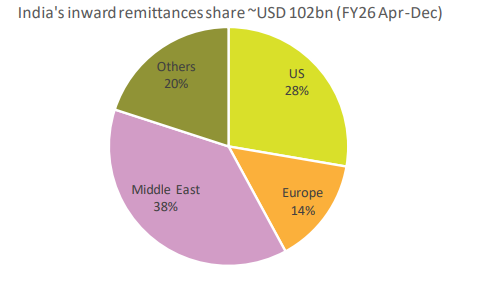 India's inward remittances share ~USD 102bn (FY26 Apr-Dec)
Others
20%
US
28%
Middle East
38%
Europe
14%